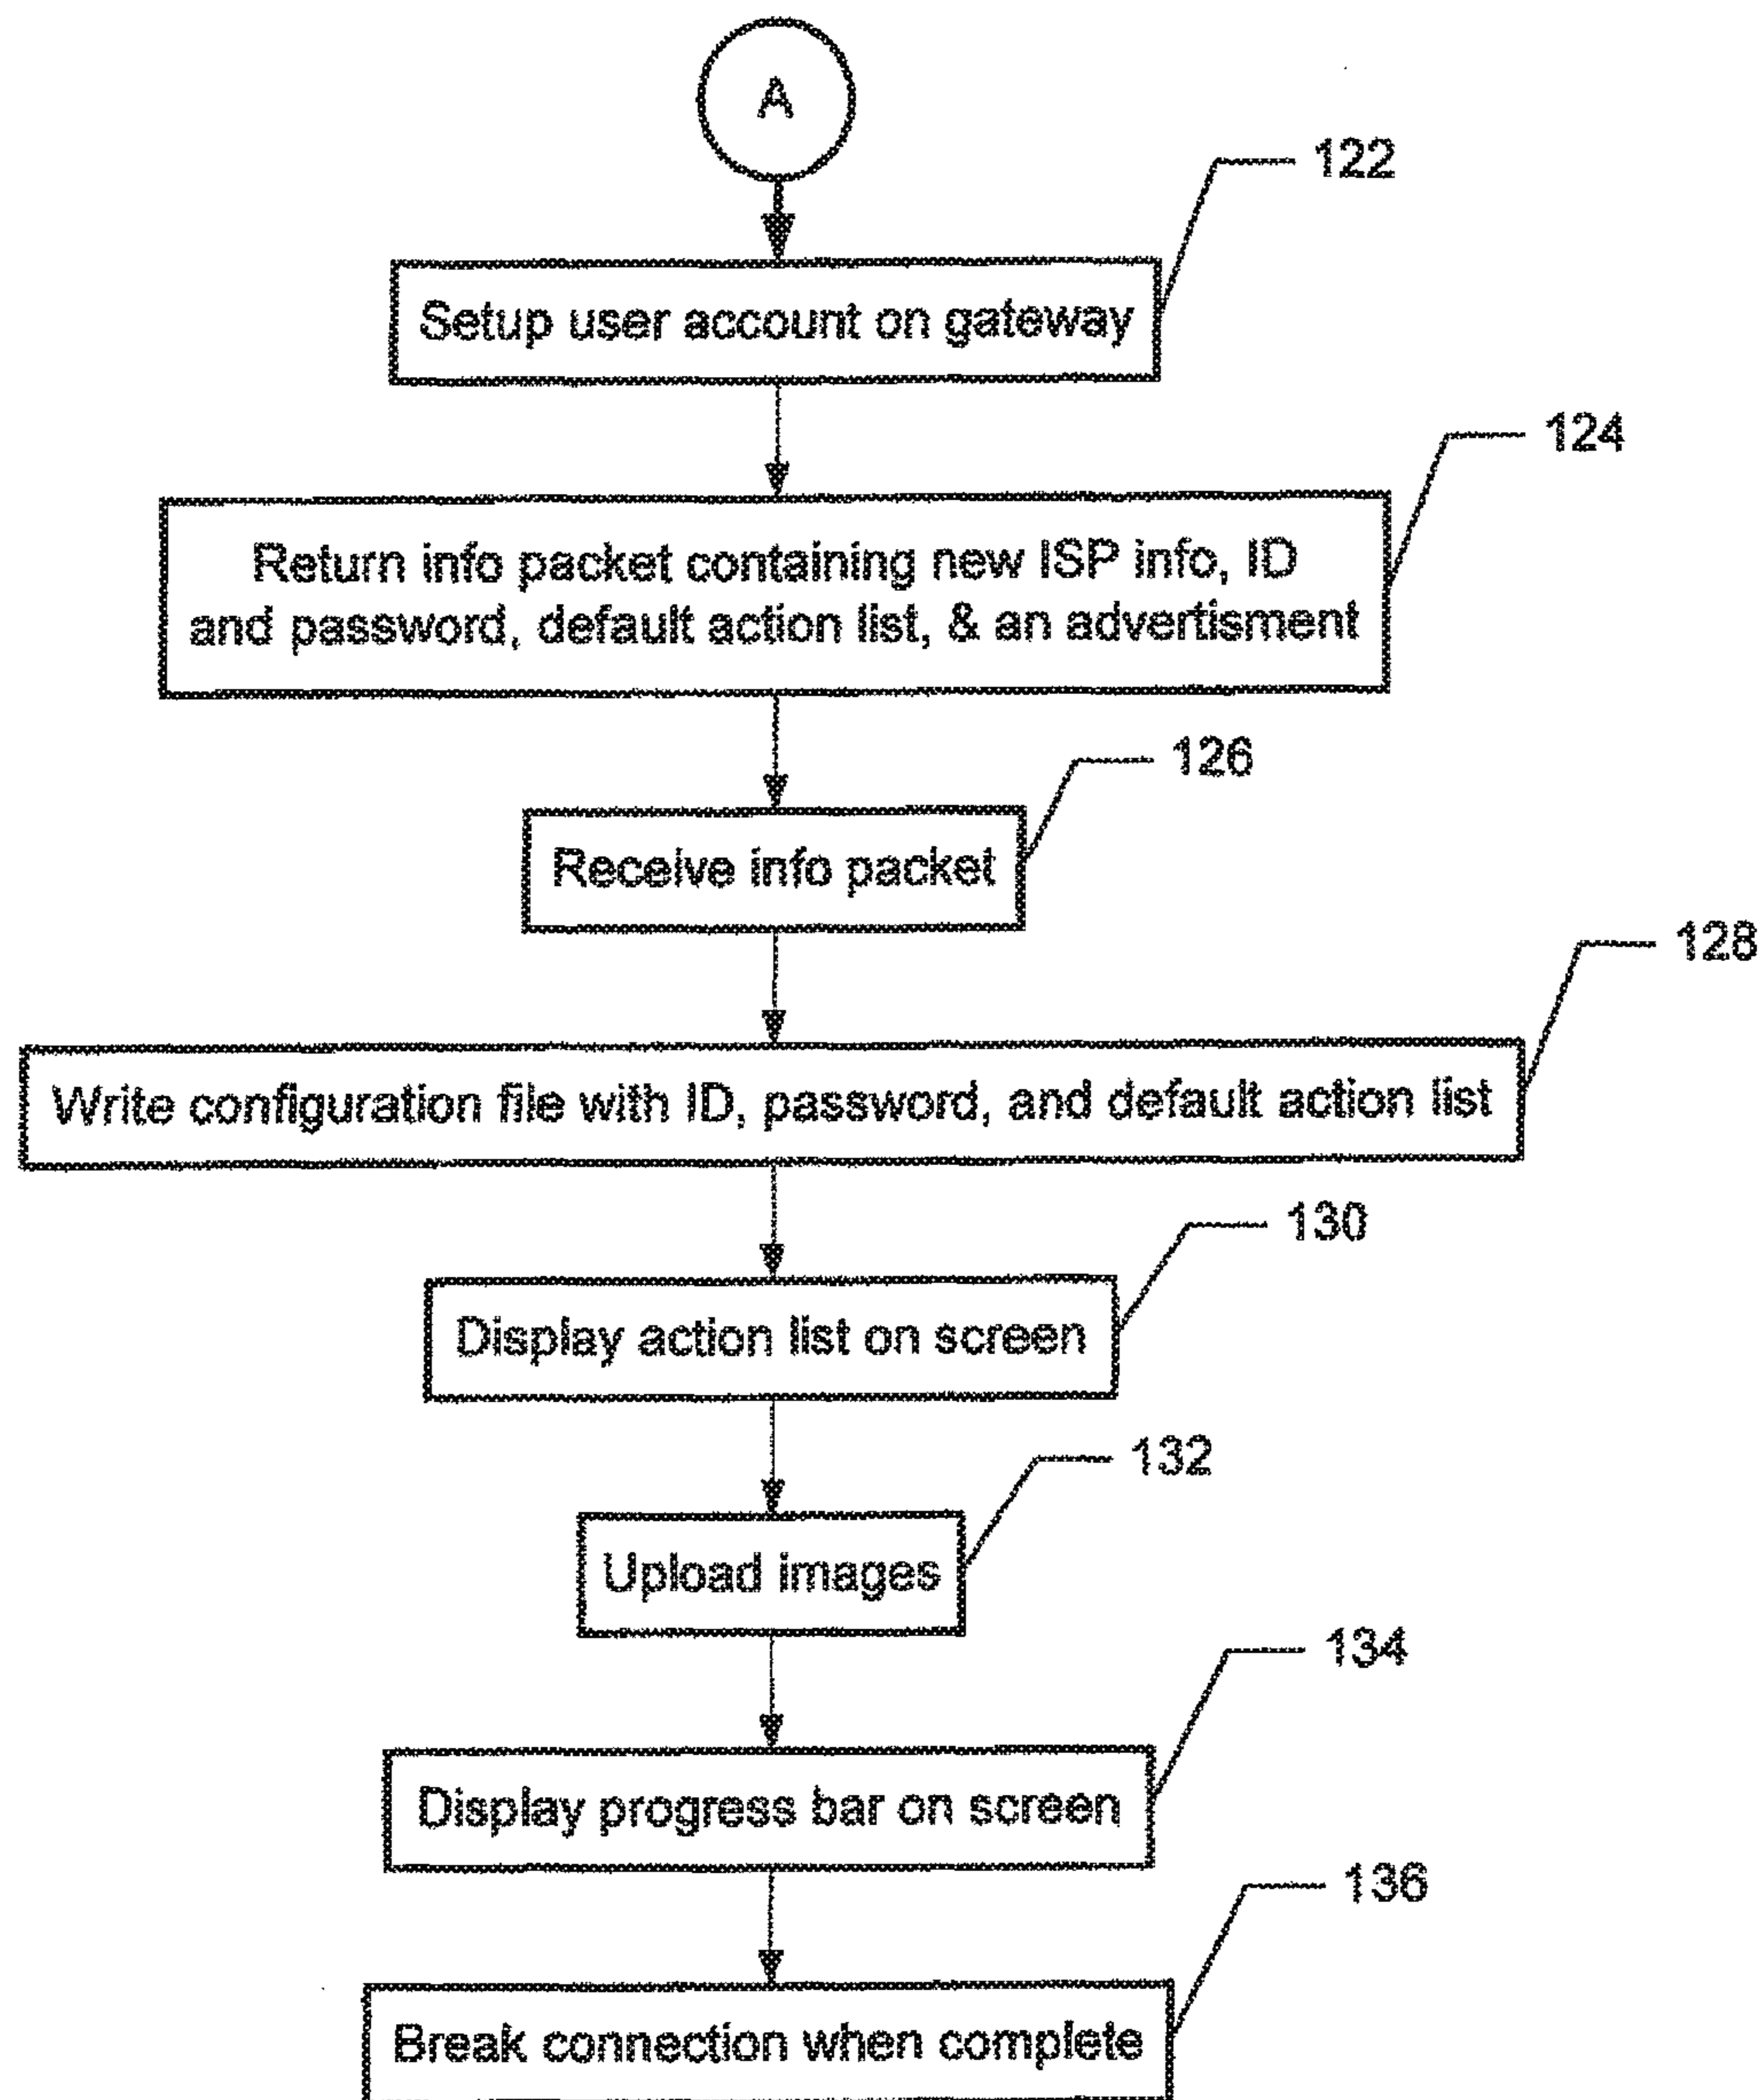 A
122
Setup user account on gateway
124
Return info packet containing new ISP info, ID
and password, default action list, & an advertisment
126
Receive info packet
128
Write configuration file with ID, password, and default action list
130
Display action list on screen
132
Upload images
134
Display progress bar on screen
136
Break connection when complete